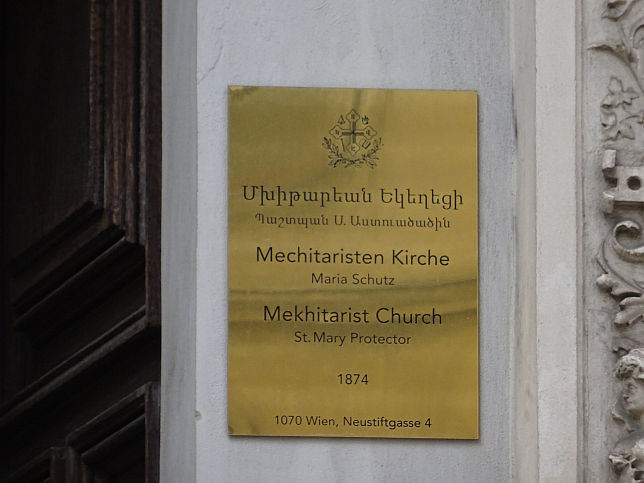 Մխիթարեան Եկեղեցի
Պաշտպան Ս. Աստուածածին
Mechitaristen Kirche
Maria Schutz
Mekhitarist Church
St. Mary Protector
1874
1070 Wien, Neustiftgasse 4